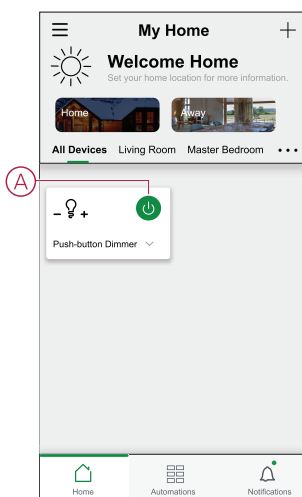 My Home
Welcome Home
Set your home location for more information.
Home
Away
All Devices Living Room Master Bedroom
A
Push-button Dimmer
Home Automations Notifications